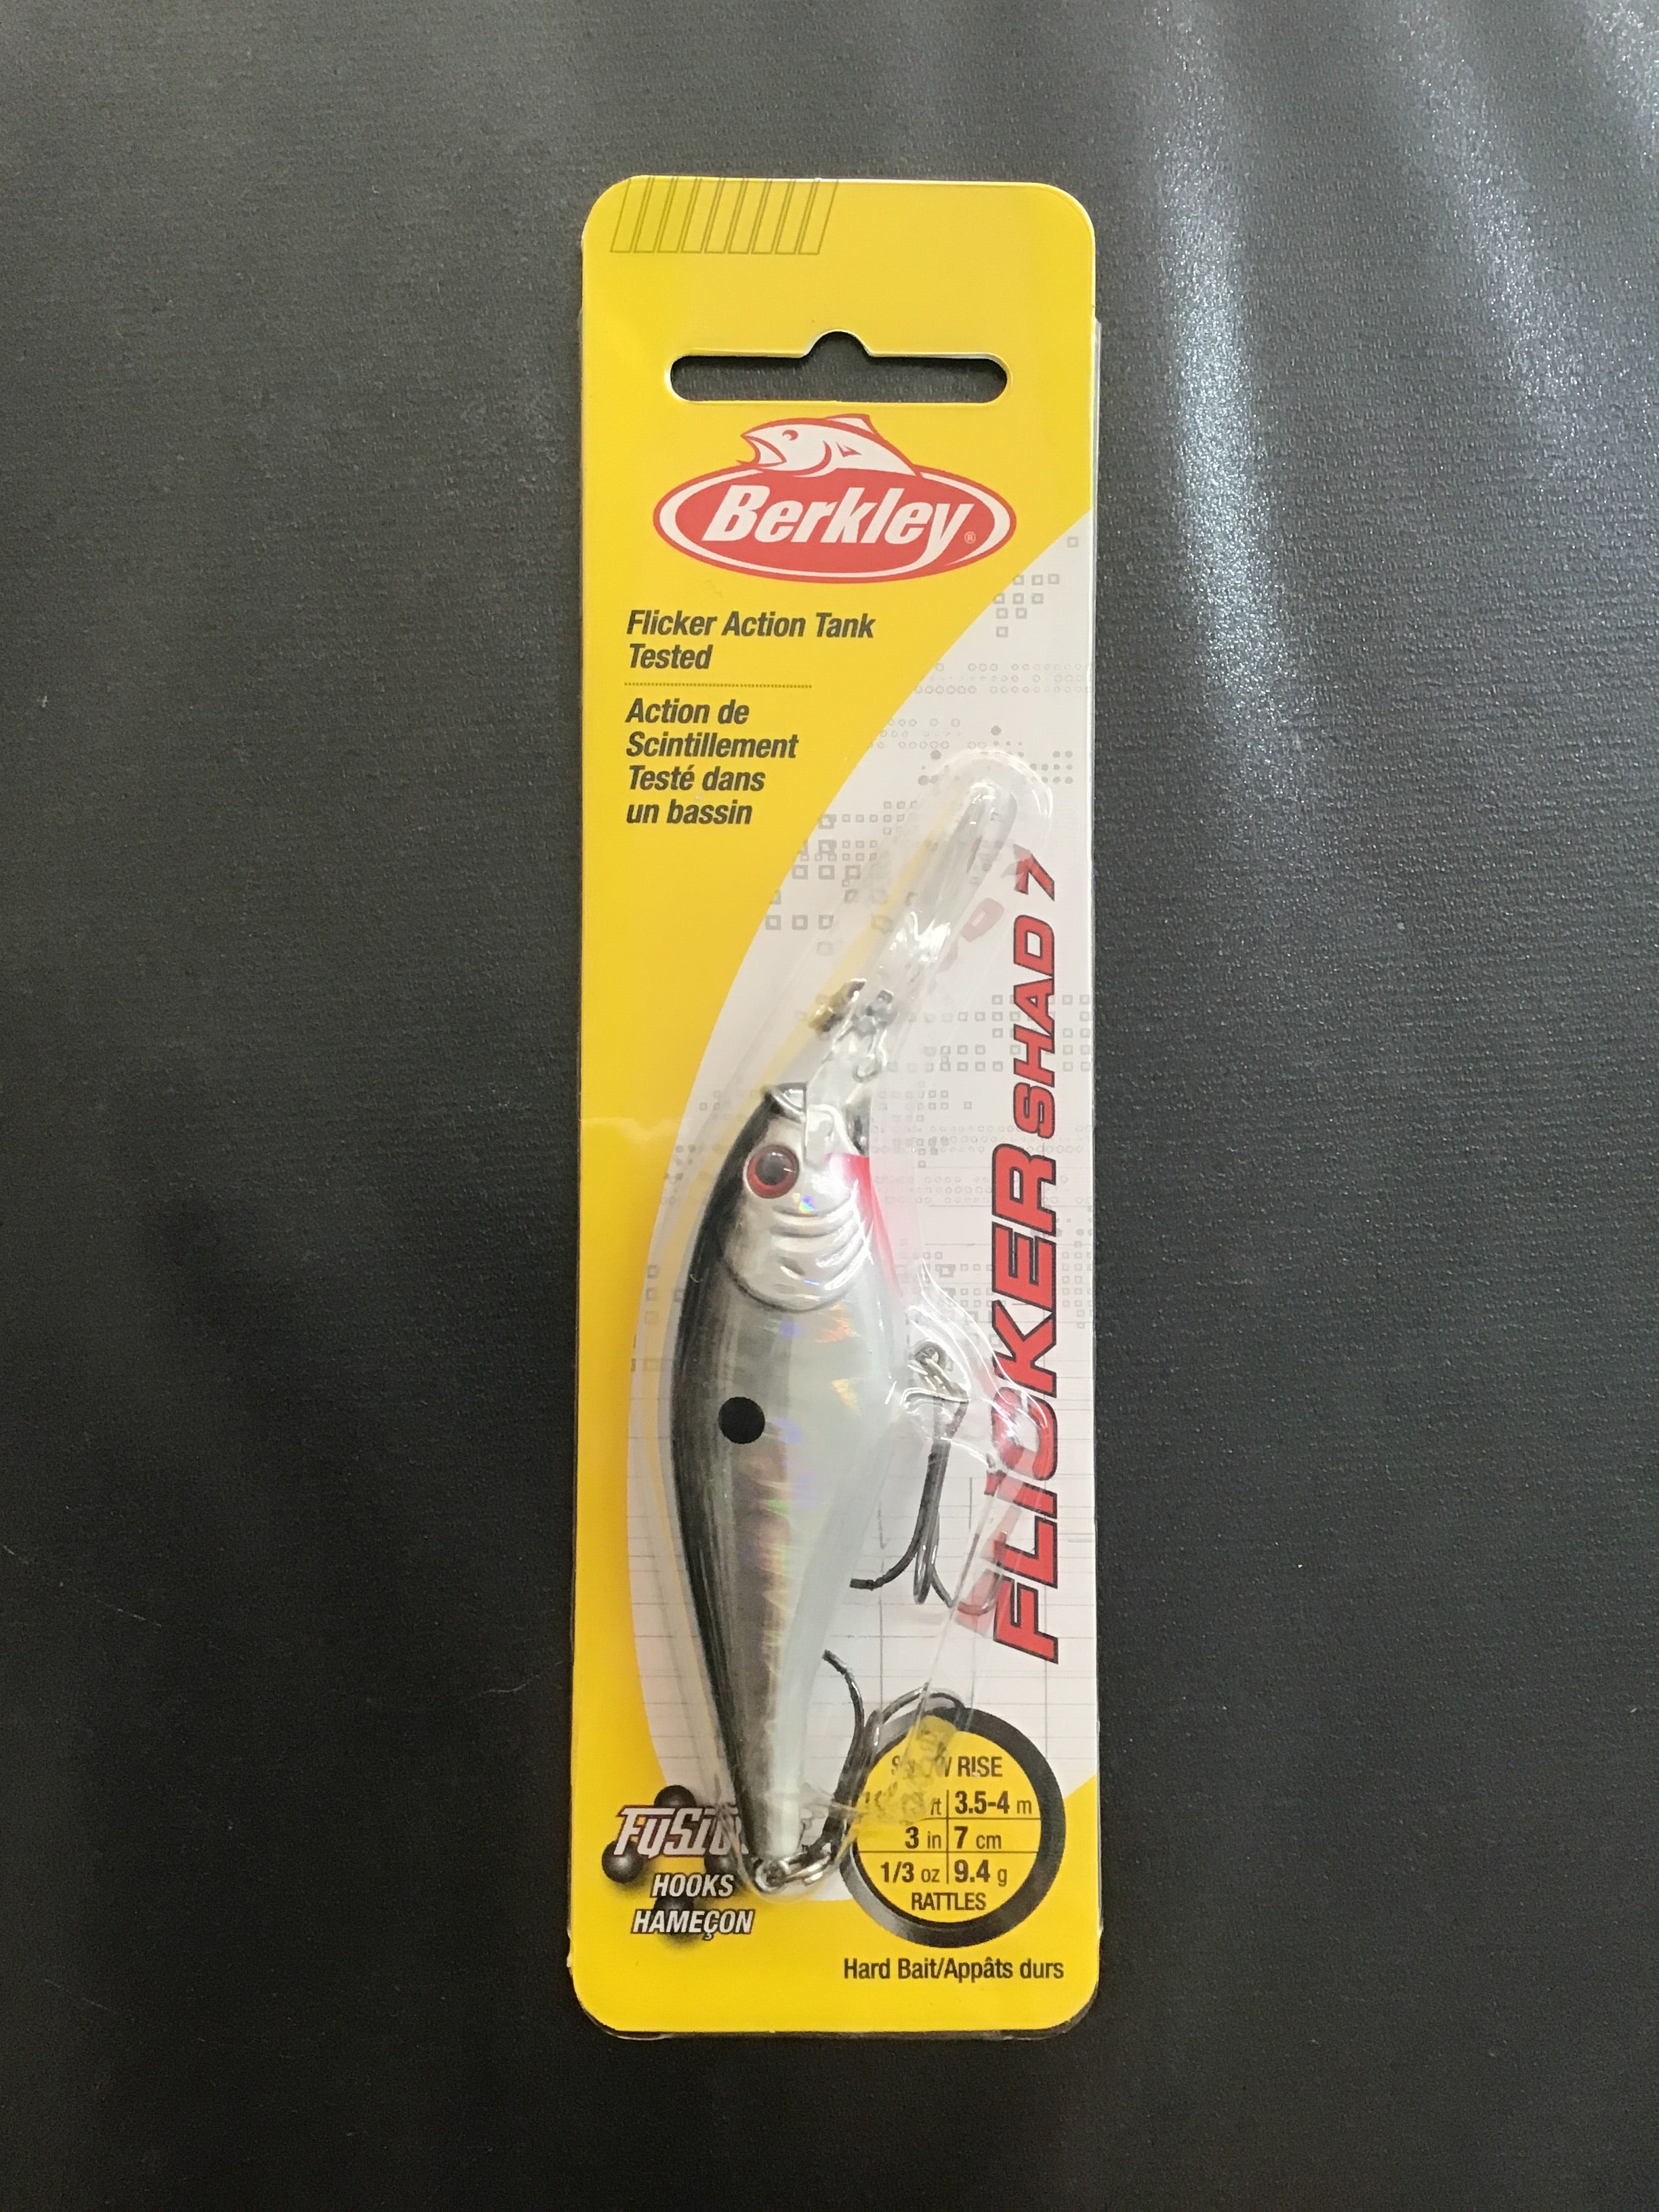 Berkley®
Flicker Action Tank
Tested
Action de
Scintillement
Testé dans
un bassin
FLICKER SHAD 7
RISE
ft 3.5-4 m
3 in 7 cm
1/3 oz 9.4 g
RATTLES
HOOKS
HAMEÇON
Hard Bait/Appâts durs